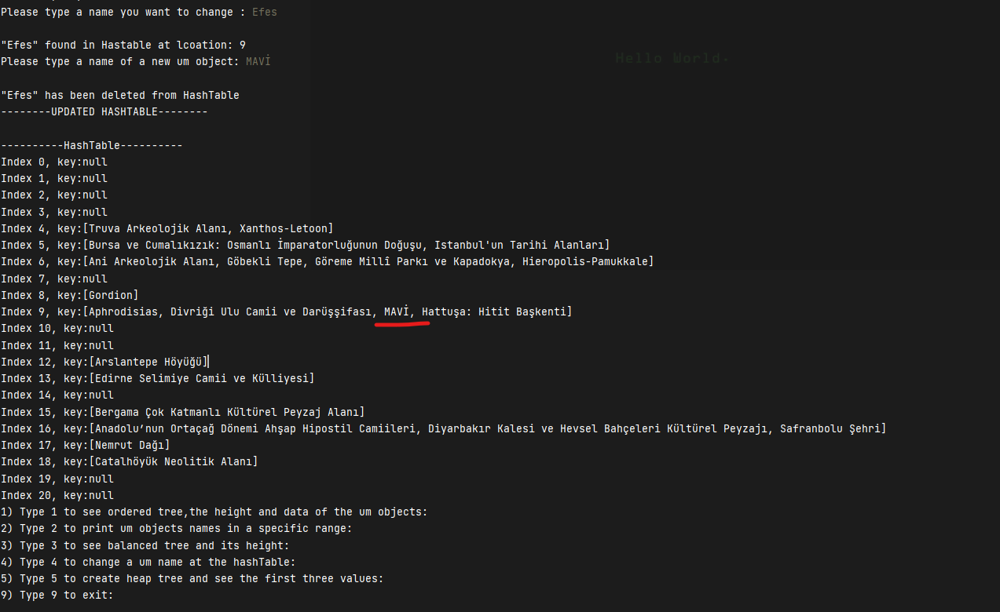 Please type a name you want to change : Efes
"Efes" found in Hastable at lcoation: 9
Please type a name of a new um object: MAVİ
Hello World.
"Efes" has been deleted from HashTable
--------UPDATED HASHTABLE--------
----------HashTable----------
Index 0, key:null
Index 1, key:null
Index 2, key:null
Index 3, key:null
Index 4, key:[Truva Arkeolojik Alanı, Xanthos-Letoon]
Index 5, key:[Bursa ve Cumalıkızık: Osmanlı İmparatorluğunun Doğuşu, Istanbul'un Tarihi Alanları]
Index 6, key:[Ani Arkeolojik Alanı, Göbekli Tepe, Göreme Millî Parkı ve Kapadokya, Hieropolis-Pamukkale]
Index 7, key:null
Index 8, key:[Gordion]
Index 9, key:[Aphrodisias, Divriği Ulu Camii ve Darüşşifası, MAVİ, Hattuşa: Hitit Başkenti]
Index 10, key:null
Index 11, key:null
Index 12, key:[Arslantepe Höyüğü]
Index 13, key:[Edirne Selimiye Camii ve Külliyesi]
Index 14, key:null
Index 15, key:[Bergama Çok Katmanlı Kültürel Peyzaj Alanı]
Index 16, key:[Anadolu’nun Ortaçağ Dönemi Ahşap Hipostil Camiileri, Diyarbakır Kalesi ve Hevsel Bahçeleri Kültürel Peyzajı, Safranbolu Şehri]
Index 17, key:[Nemrut Dağı]
Index 18, key:[Catalhöyük Neolitik Alanı]
Index 19, key:null
Index 20, key:null
1) Type 1 to see ordered tree,the height and data of the um objects:
2) Type 2 to print um objects names in a specific range:
3) Type 3 to see balanced tree and its height:
4) Type 4 to change a um name at the hashTable:
5) Type 5 to create heap tree and see the first three values:
9) Type 9 to exit: